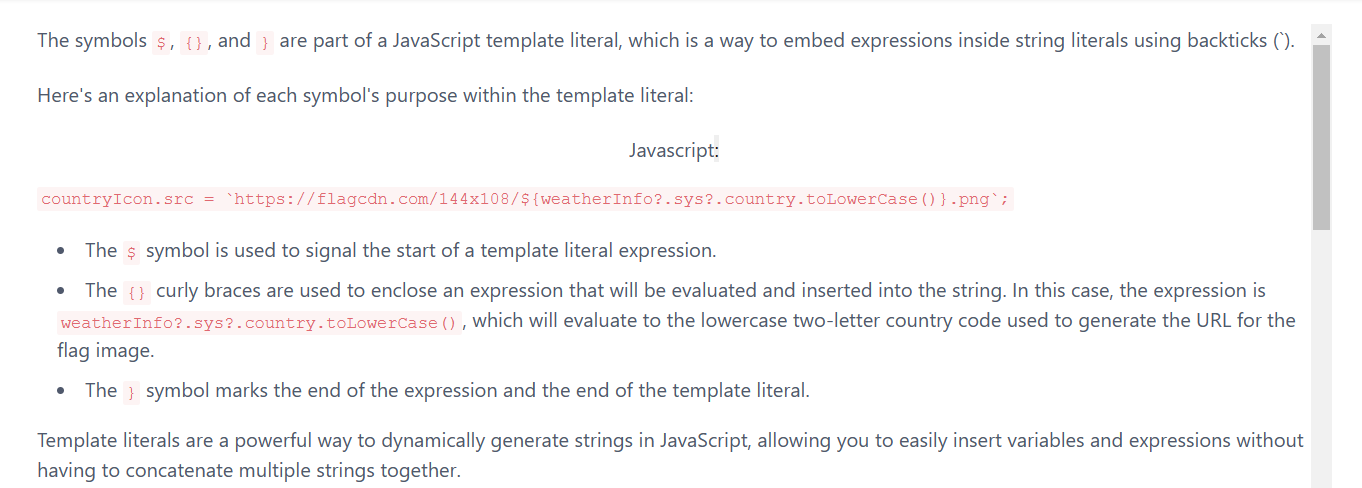 The symbols $, {}, and } are part of a JavaScript template literal, which is a way to embed expressions inside string literals using backticks (`).
Here's an explanation of each symbol's purpose within the template literal:
Javascript:
countryIcon.src = `https://flagcdn.com/144x108/${weatherInfo?.sys?.country.toLowerCase()}.png`;
• The $ symbol is used to signal the start of a template literal expression.
• The {} curly braces are used to enclose an expression that will be evaluated and inserted into the string. In this case, the expression is
weatherInfo?.sys?.country.toLowerCase(), which will evaluate to the lowercase two-letter country code used to generate the URL for the
flag image.
• The } symbol marks the end of the expression and the end of the template literal.
Template literals are a powerful way to dynamically generate strings in JavaScript, allowing you to easily insert variables and expressions without
having to concatenate multiple strings together.